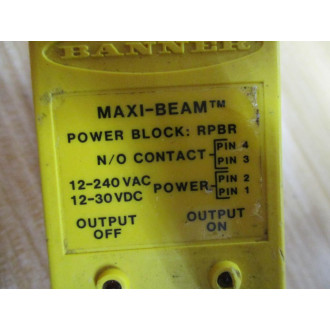 BANNER
MAXI-BEAM™
POWER BLOCK: RPBR
N/O CONTACT PIN 4
PIN 3
12-240 VAC POWER PIN 2
12-30 VDC PIN 1
OUTPUT OFF
OUTPUT ON